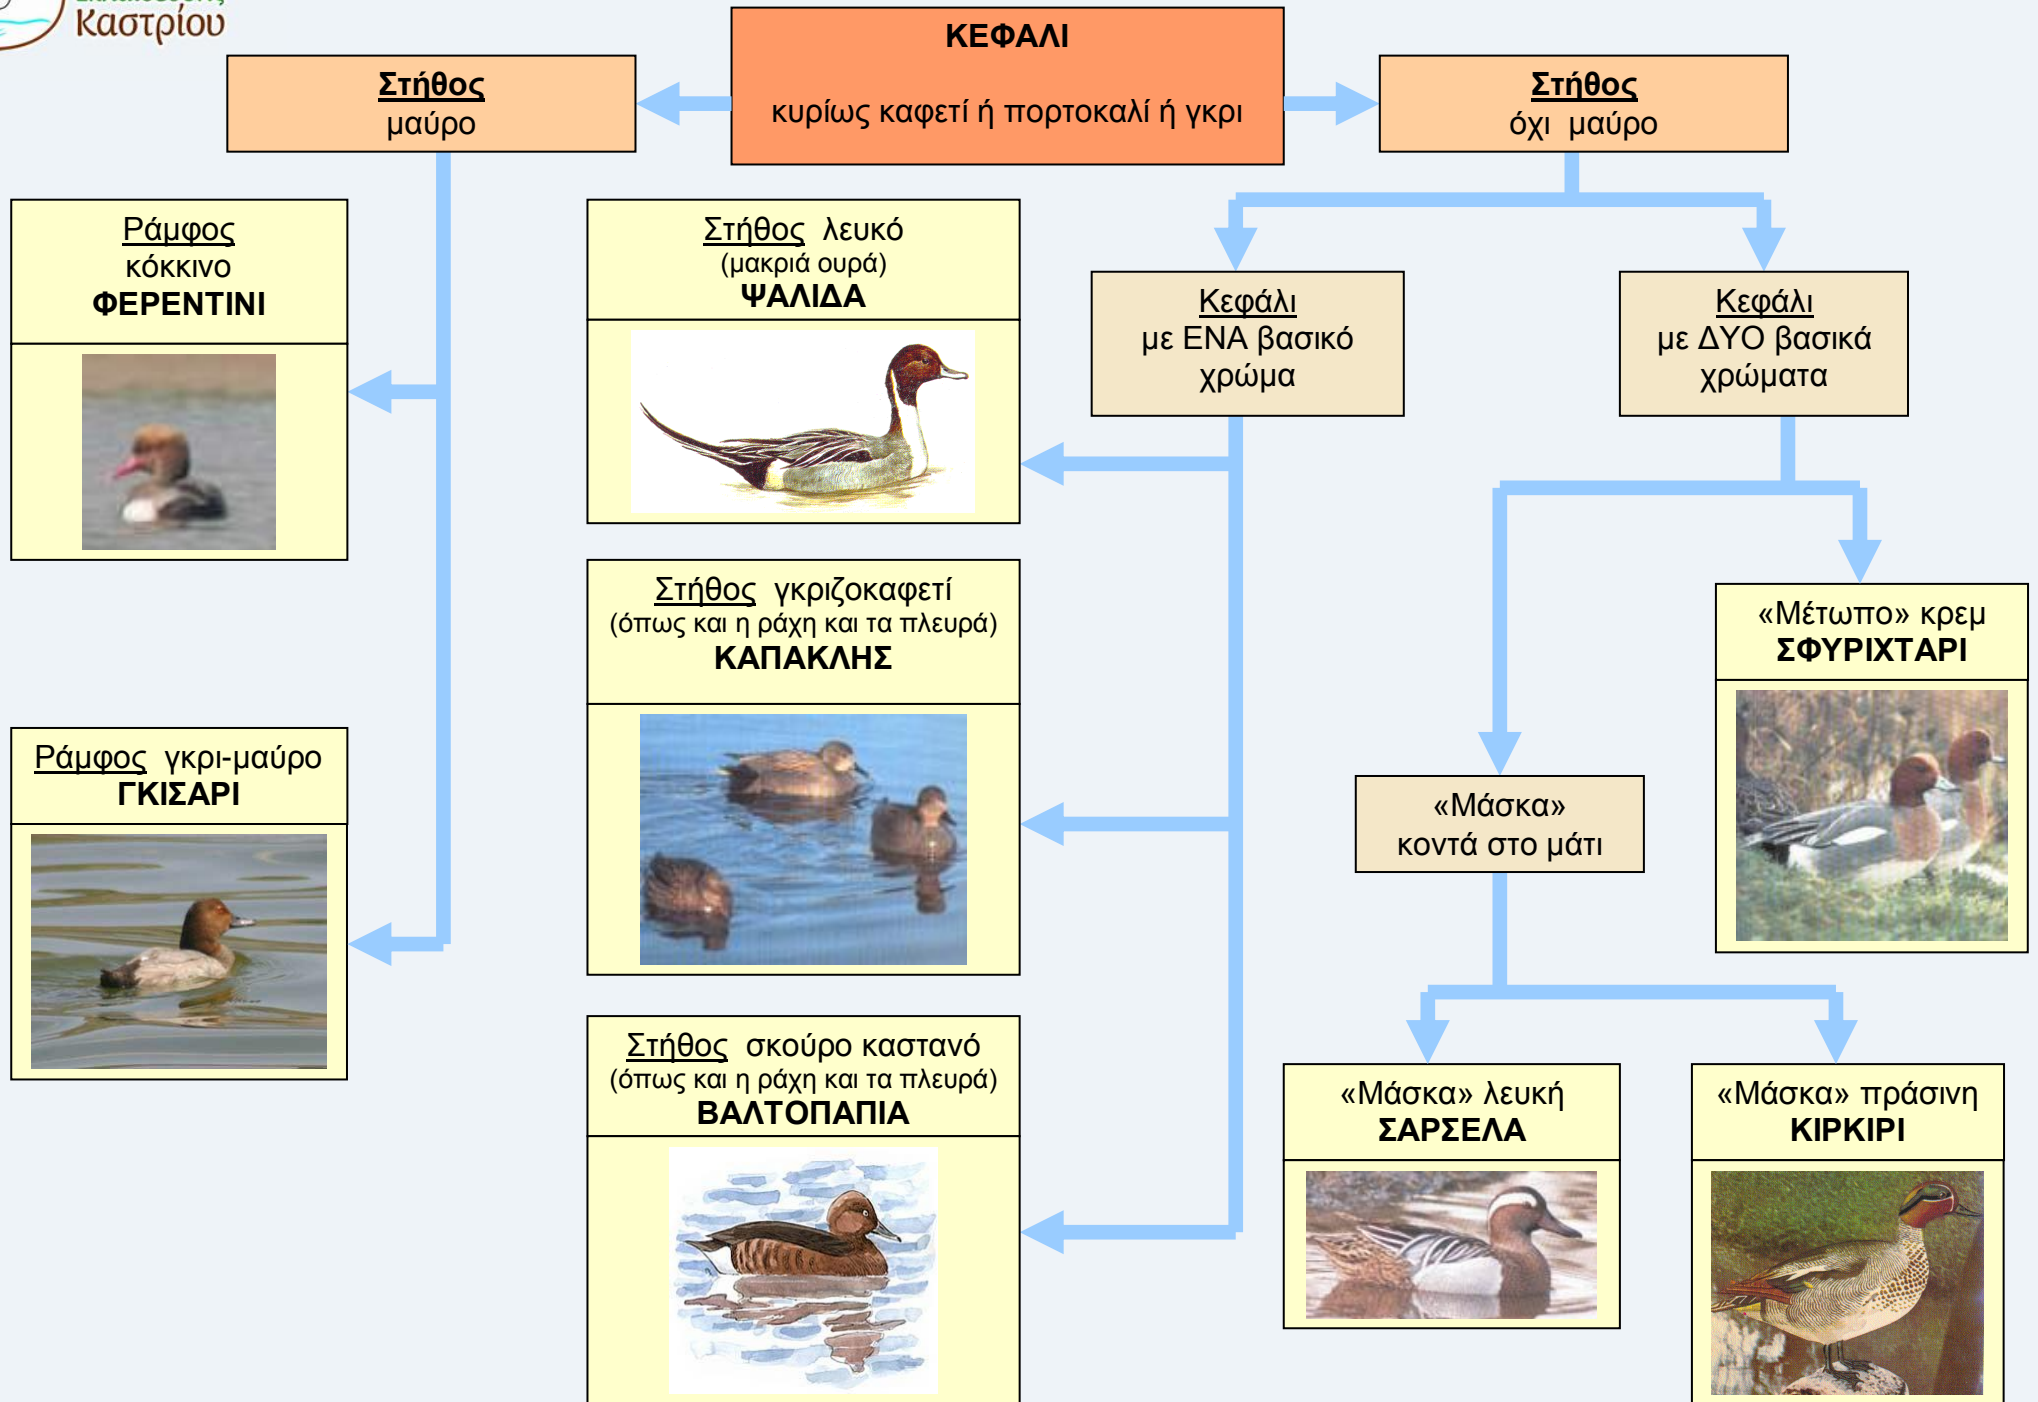 Καστρίου
ΚΕΦΑΛΙ
κυρίως καφετί ή πορτοκαλί ή γκρι
Στήθος
μαύρο
Στήθος
όχι μαύρο
Ράμφος
κόκκινο
ΦΕΡΕΝΤΙΝΙ
Στήθος λευκό
(μακριά ουρά)
ΨΑΛΙΔΑ
Κεφάλι
με ΕΝΑ βασικό
χρώμα
Κεφάλι
με ΔΥΟ βασικά
χρώματα
Στήθος γκριζοκαφετί
(όπως και η ράχη και τα πλευρά)
ΚΑΠΑΚΛΗΣ
«Μέτωπο» κρεμ
ΣΦΥΡΙΧΤΑΡΙ
Ράμφος γκρι-μαύρο
ΓΚΙΣΑΡΙ
«Μάσκα»
κοντά στο μάτι
Στήθος σκούρο καστανό
(όπως και η ράχη και τα πλευρά)
ΒΑΛΤΟΠΑΠΙΑ
«Μάσκα» λευκή
ΣΑΡΣΕΛΑ
«Μάσκα» πράσινη
ΚΙΡΚΙΡΙ